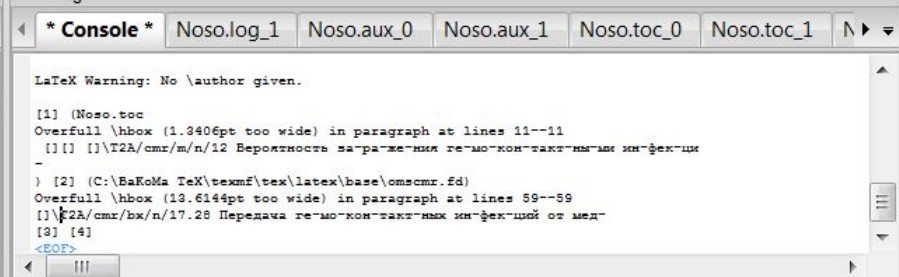 * Console *
Noso.log_1
Noso.aux_0
Noso.aux_1
Noso.toc_0
Noso.toc_1
N
LaTeX Warning: No \author given.
[1] (Noso.toc
Overfull \hbox (1.3406pt too wide) in paragraph at lines 11--11
[][] []\T2A/cmr/m/n/12 Вероятность за-ра-же-ния ге-мо-кон-такт-ны-ми ин-фек-ци
-
) [2] (C:\BaKoMa TeX\texmf\tex\latex\base\omscmr.fd)
Overfull \hbox (13.6144pt too wide) in paragraph at lines 59--59
[]\T2A/cmr/bx/n/17.28 Передача ге-мо-кон-такт-ных ин-фек-ций от мед-
[3] [4]
<EOF>